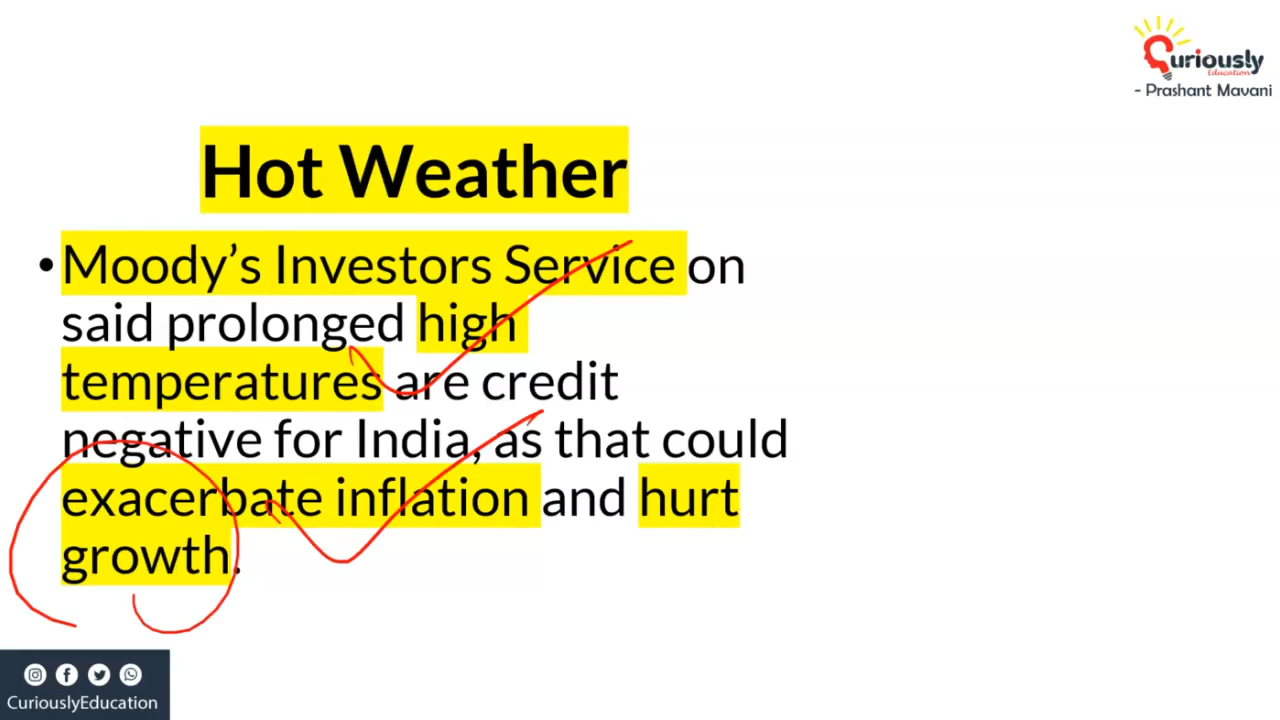 Curiously
Education
- Prashant Mavani
Hot Weather
• Moody’s Investors Service on
said prolonged high
temperatures are credit
negative for India, as that could
exacerbate inflation and hurt
growth.
CuriouslyEducation